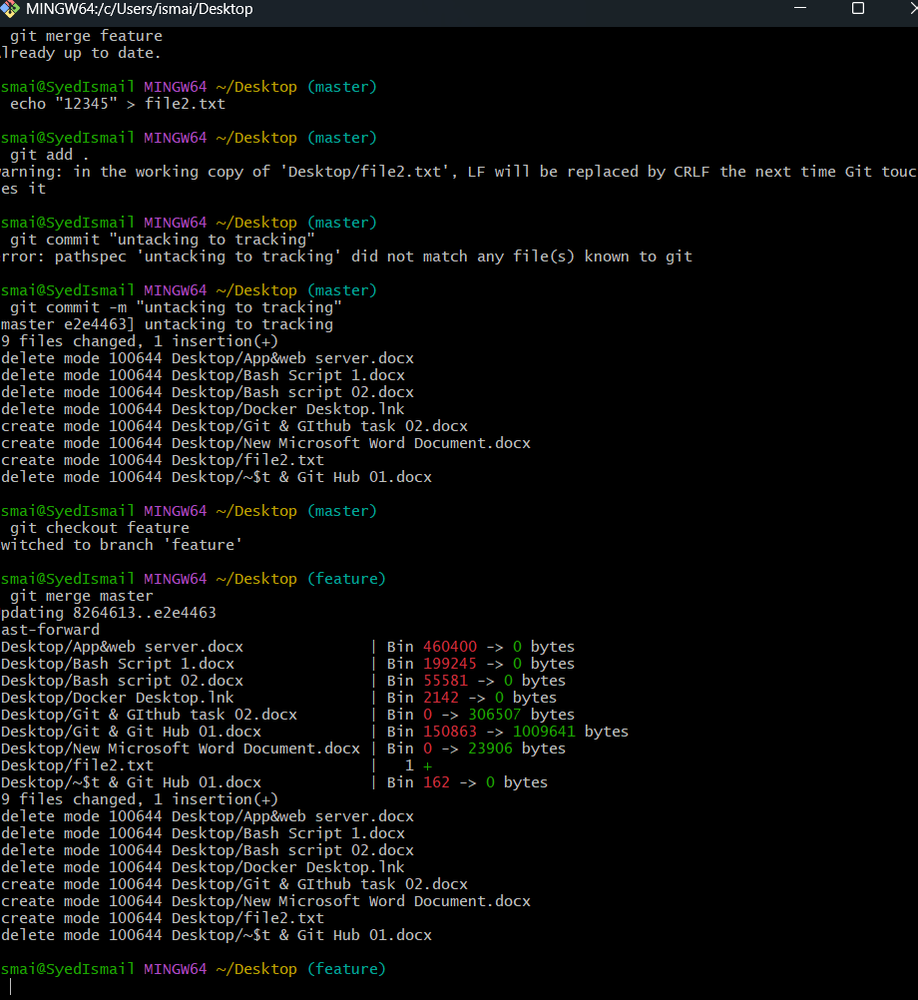 MINGW64:/c/Users/ismai/Desktop
git merge feature
lready up to date.
smai@SyedIsmail MINGW64 ~/Desktop (master)
echo "12345" > file2.txt
smai@SyedIsmail MINGW64 ~/Desktop (master)
git add .
arning: in the working copy of 'Desktop/file2.txt', LF will be replaced by CRLF the next time Git touc
es it
smai@SyedIsmail MINGW64 ~/Desktop (master)
git commit "untacking to tracking"
rror: pathspec 'untacking to tracking' did not match any file(s) known to git
smai@SyedIsmail MINGW64 ~/Desktop (master)
git commit -m "untacking to tracking"
master e2e4463] untacking to tracking
9 files changed, 1 insertion(+)
delete mode 100644 Desktop/App&web server.docx
delete mode 100644 Desktop/Bash Script 1.docx
delete mode 100644 Desktop/Bash script 02.docx
delete mode 100644 Desktop/Docker Desktop.lnk
create mode 100644 Desktop/Git & GIthub task 02.docx
create mode 100644 Desktop/New Microsoft Word Document.docx
create mode 100644 Desktop/file2.txt
delete mode 100644 Desktop/~$t & Git Hub 01.docx
smai@SyedIsmail MINGW64 ~/Desktop (master)
git checkout feature
witched to branch 'feature'
smai@SyedIsmail MINGW64 ~/Desktop (feature)
git merge master
pdating 8264613..e2e4463
ast-forward
Desktop/App&web server.docx | Bin 460400 -> 0 bytes
Desktop/Bash Script 1.docx | Bin 199245 -> 0 bytes
Desktop/Bash script 02.docx | Bin 55581 -> 0 bytes
Desktop/Docker Desktop.lnk | Bin 2142 -> 0 bytes
Desktop/Git & GIthub task 02.docx | Bin 0 -> 306507 bytes
Desktop/Git & Git Hub 01.docx | Bin 150863 -> 1009641 bytes
Desktop/New Microsoft Word Document.docx | Bin 0 -> 23906 bytes
Desktop/file2.txt | 1 +
Desktop/~$t & Git Hub 01.docx | Bin 162 -> 0 bytes
9 files changed, 1 insertion(+)
delete mode 100644 Desktop/App&web server.docx
delete mode 100644 Desktop/Bash Script 1.docx
delete mode 100644 Desktop/Bash script 02.docx
delete mode 100644 Desktop/Docker Desktop.lnk
create mode 100644 Desktop/Git & GIthub task 02.docx
create mode 100644 Desktop/New Microsoft Word Document.docx
create mode 100644 Desktop/file2.txt
delete mode 100644 Desktop/~$t & Git Hub 01.docx
smai@SyedIsmail MINGW64 ~/Desktop (feature)